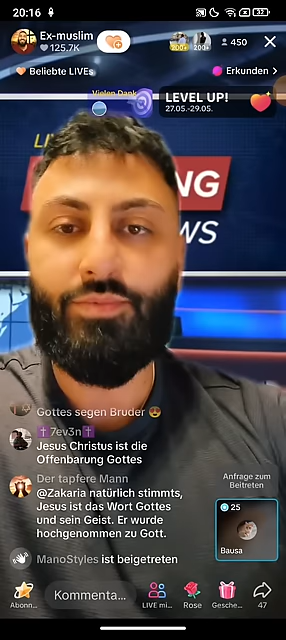 20:16
32
Ex-muslim
125.7K
200+
200+
450
Beliebte LIVEs
Erkunden
Vielen Dank
LEVEL UP!
27.05.-29.05.
NG
WS
Gottes segen Bruder 😍
✝️7ev3n✝️
Jesus Christus ist die
Offenbarung Gottes
Der tapfere Mann
@Zakaria natürlich stimmts,
Jesus ist das Wort Gottes
und sein Geist. Er wurde
hochgenommen zu Gott.
Anfrage zum
Beitreten
25
Bausa
ManoStyles ist beigetreten
Abonn...
Kommenta...
LIVE mi...
Rose
Gesche...
47